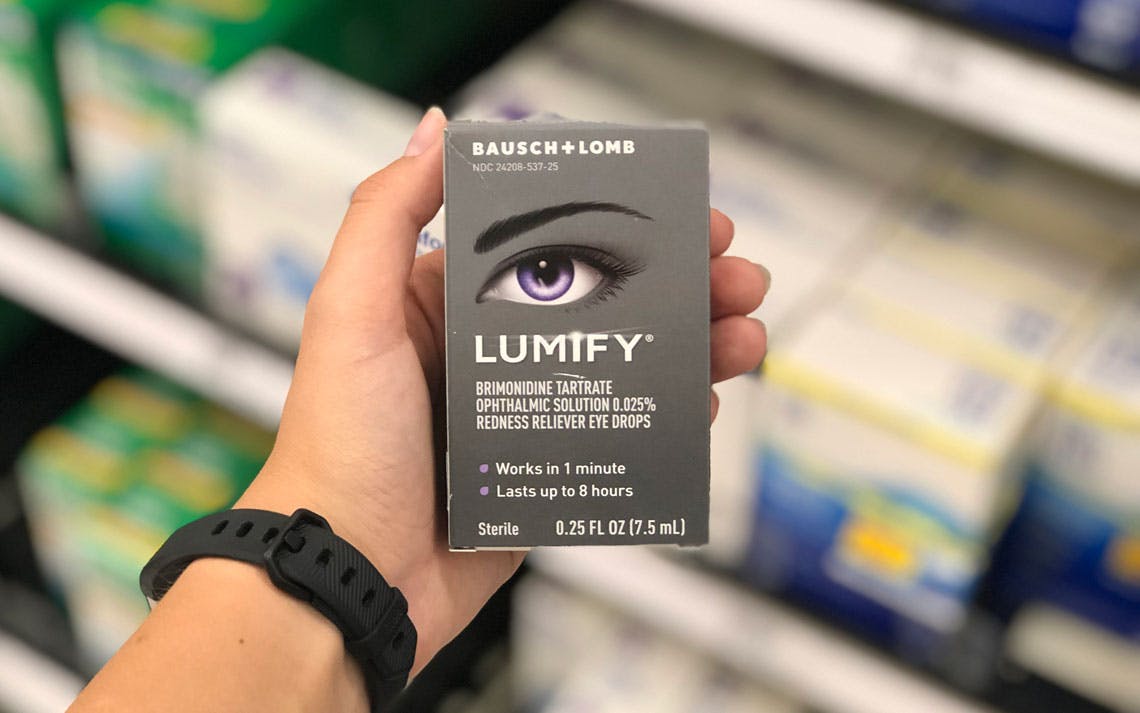 BAUSCH+LOMB
NDC 24208-537-25
LUMIFY®
BRIMONIDINE TARTRATE
OPHTHALMIC SOLUTION 0.025%
REDNESS RELIEVER EYE DROPS
Works in 1 minute
Lasts up to 8 hours
Sterile 0.25 FL OZ (7.5 mL)